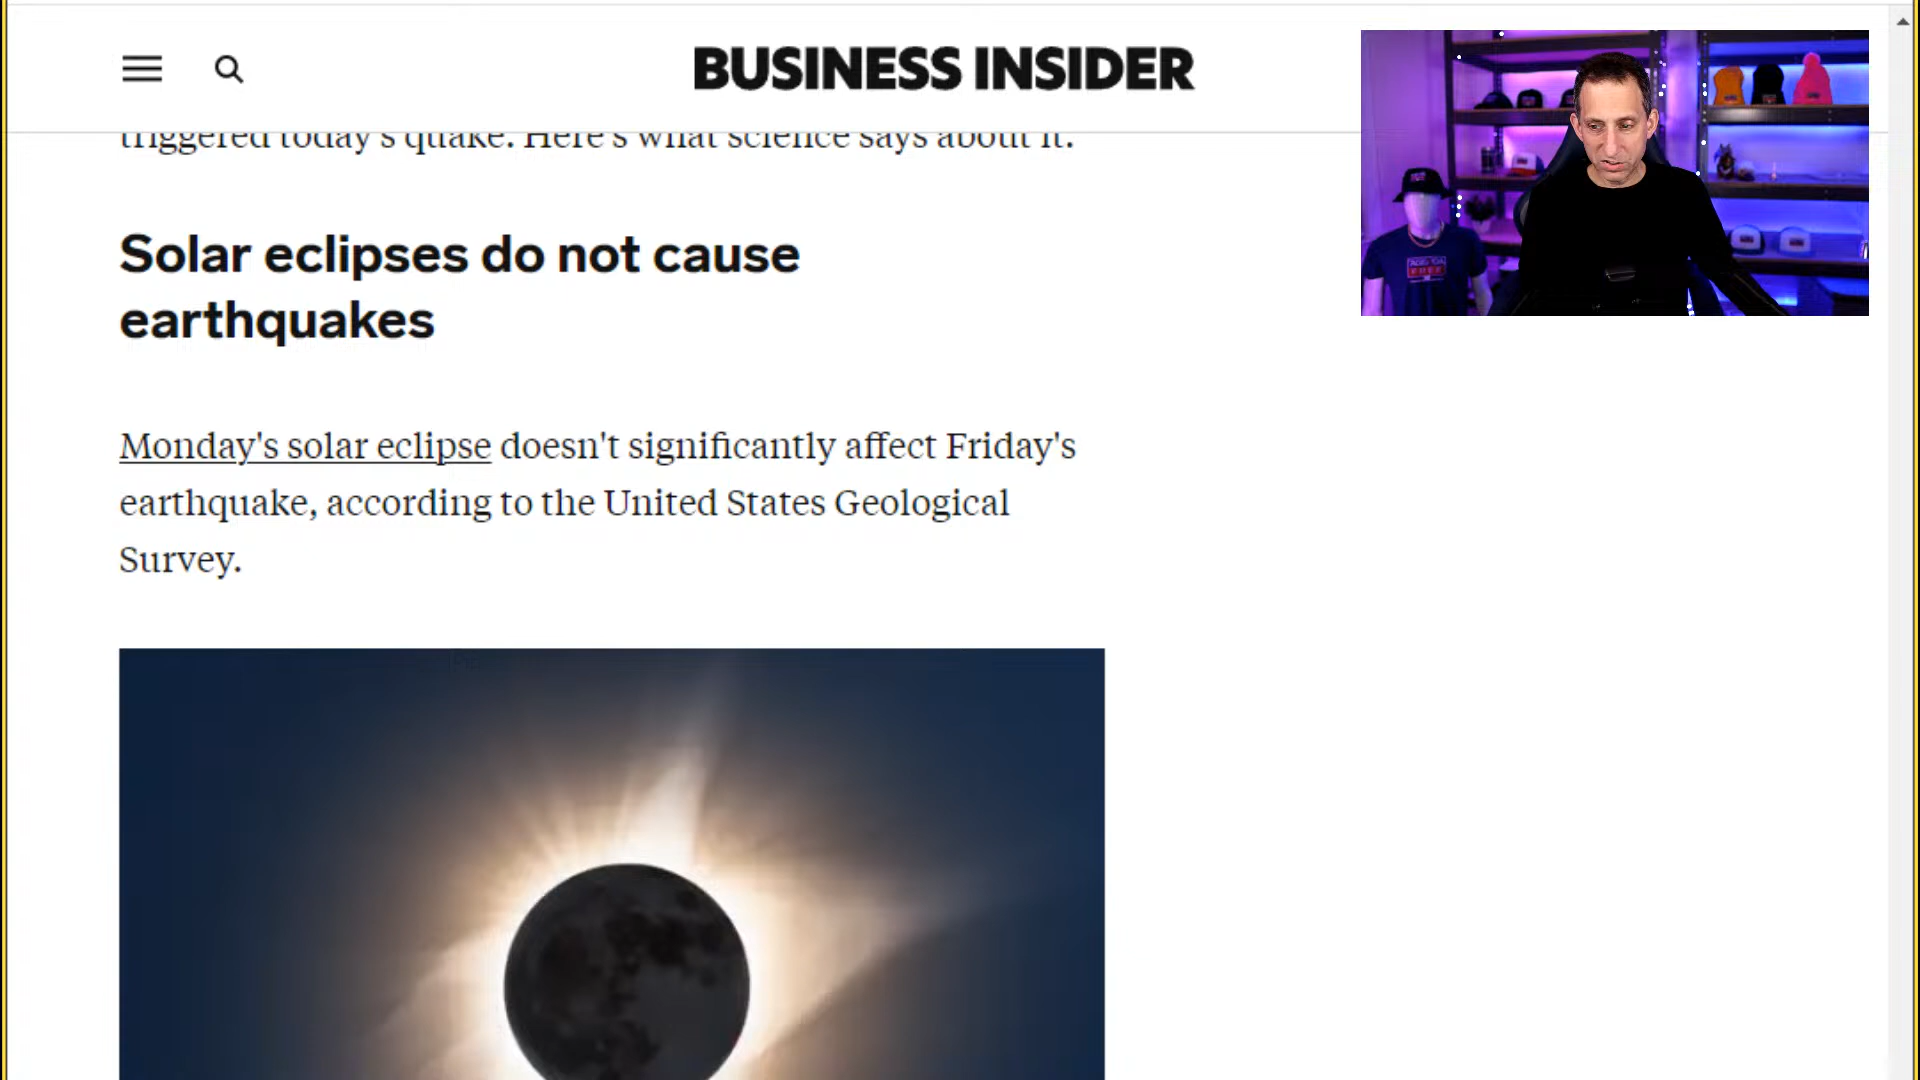 BUSINESS INSIDER
triggered today's quake. Here's what science says about it.
Solar eclipses do not cause
earthquakes
Monday's solar eclipse doesn't significantly affect Friday's
earthquake, according to the United States Geological
Survey.